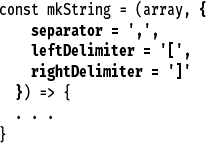 const mkString = (array, {
    separator = ',',
    leftDelimiter = '[',
    rightDelimiter = ']'
  }) => {
  . . .
}